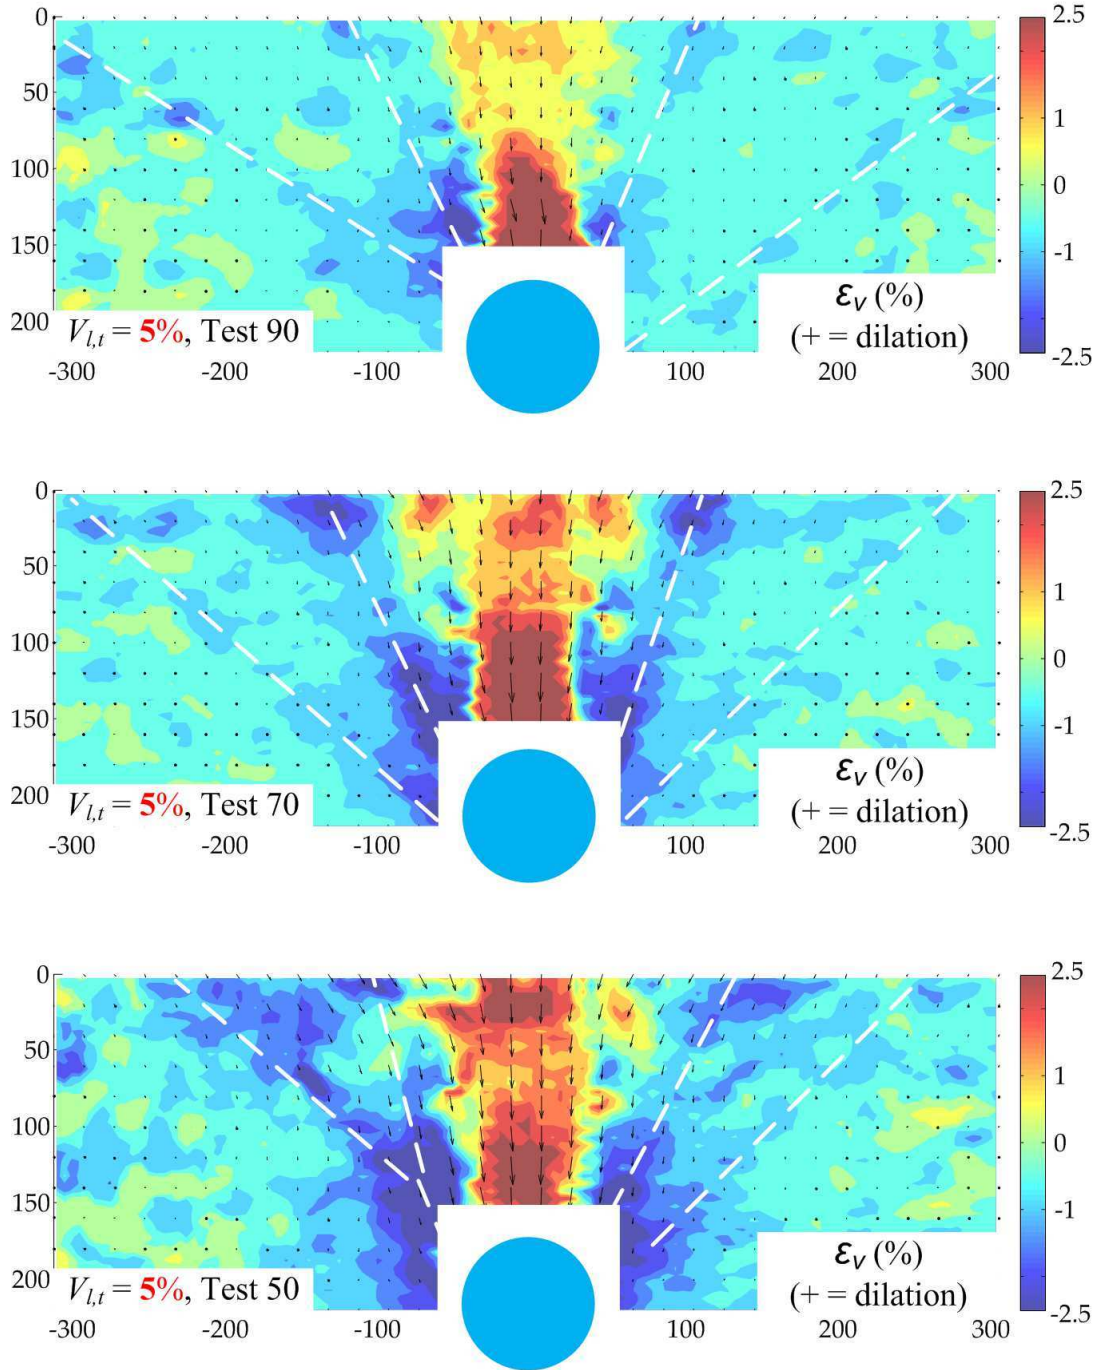 0
50
100
150
200
-300 -200 -100 100 200 300
V_{l,t} = 5%, Test 90
ε_v (%)
(+ = dilation)
2.5
1
0
-1
-2.5
0
50
100
150
200
-300 -200 -100 100 200 300
V_{l,t} = 5%, Test 70
ε_v (%)
(+ = dilation)
2.5
1
0
-1
-2.5
0
50
100
150
200
-300 -200 -100 100 200 300
V_{l,t} = 5%, Test 50
ε_v (%)
(+ = dilation)
2.5
1
0
-1
-2.5